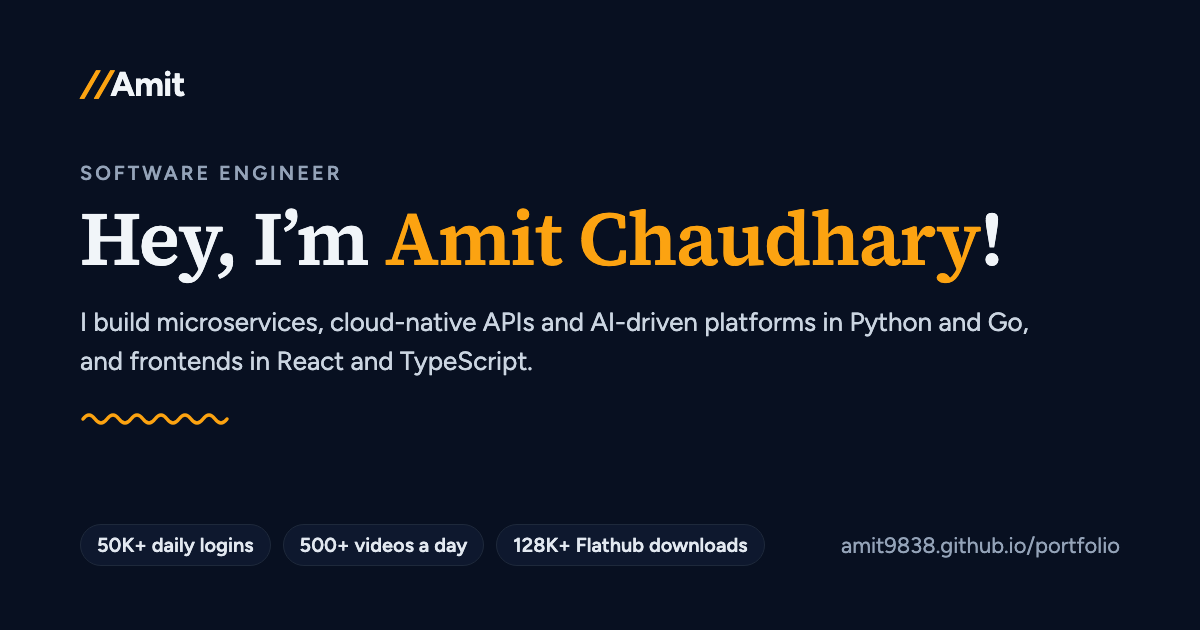 //Amit
SOFTWARE ENGINEER
Hey, I’m Amit Chaudhary!
I build microservices, cloud-native APIs and AI-driven platforms in Python and Go,
and frontends in React and TypeScript.
50K+ daily logins
500+ videos a day
128K+ Flathub downloads
amit9838.github.io/portfolio